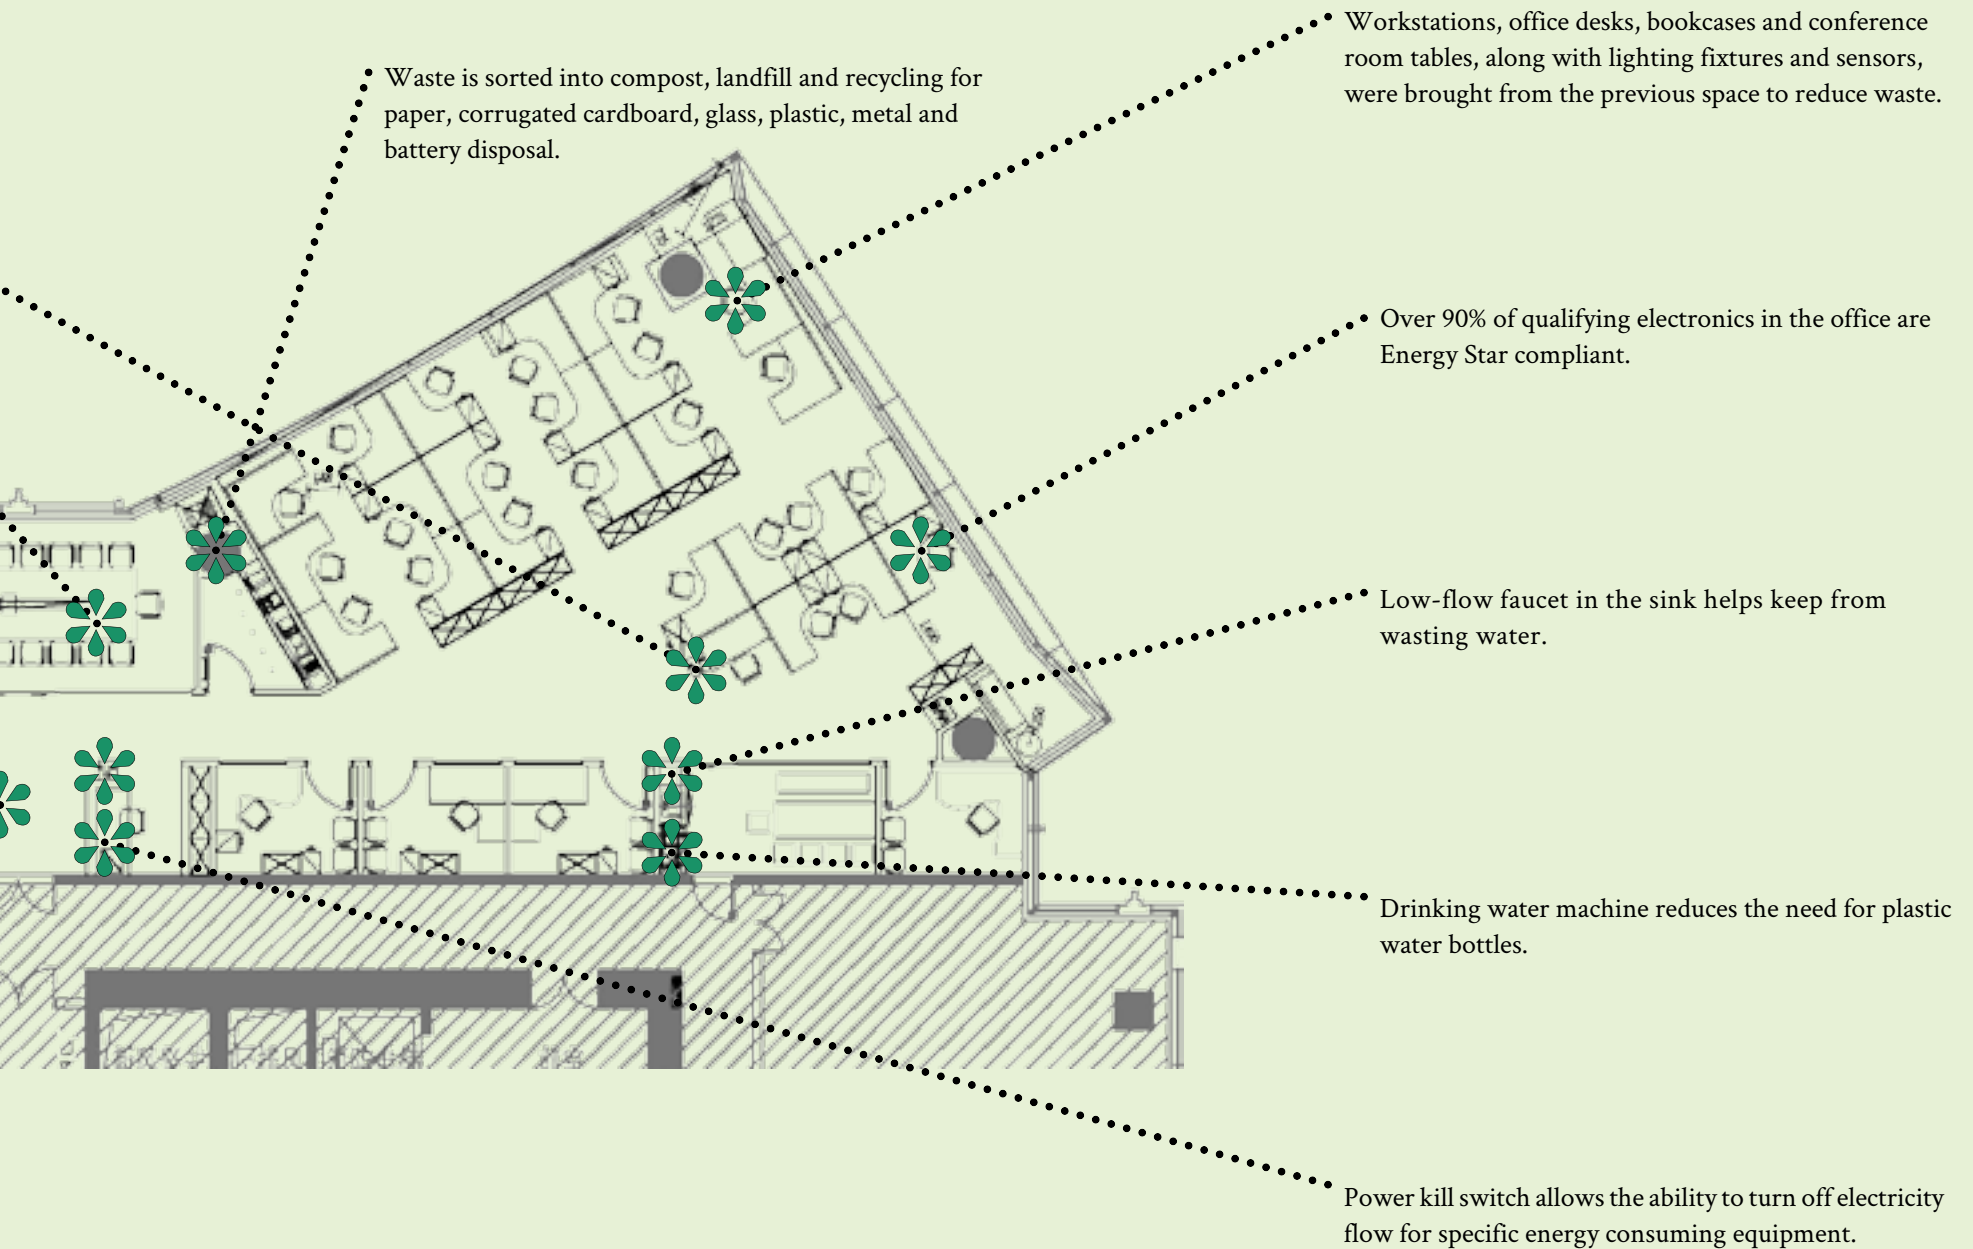 Waste is sorted into compost, landfill and recycling for
paper, corrugated cardboard, glass, plastic, metal and
battery disposal.
Workstations, office desks, bookcases and conference
room tables, along with lighting fixtures and sensors,
were brought from the previous space to reduce waste.
Over 90% of qualifying electronics in the office are
Energy Star compliant.
Low-flow faucet in the sink helps keep from
wasting water.
Drinking water machine reduces the need for plastic
water bottles.
Power kill switch allows the ability to turn off electricity
flow for specific energy consuming equipment.